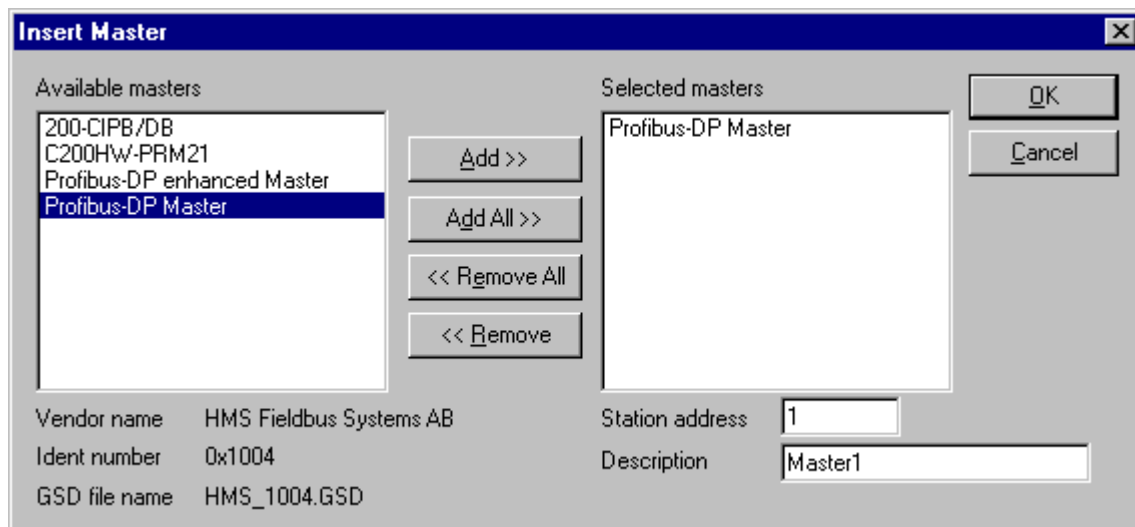 Insert Master
Available masters
200-CIPB/DB
C200HW-PRM21
Profibus-DP enhanced Master
Profibus-DP Master
Add >>
Add All >>
<< Remove All
<< Remove
Selected masters
Profibus-DP Master
OK
Cancel
Vendor name HMS Fieldbus Systems AB
Ident number 0x1004
GSD file name HMS_1004.GSD
Station address 1
Description Master1